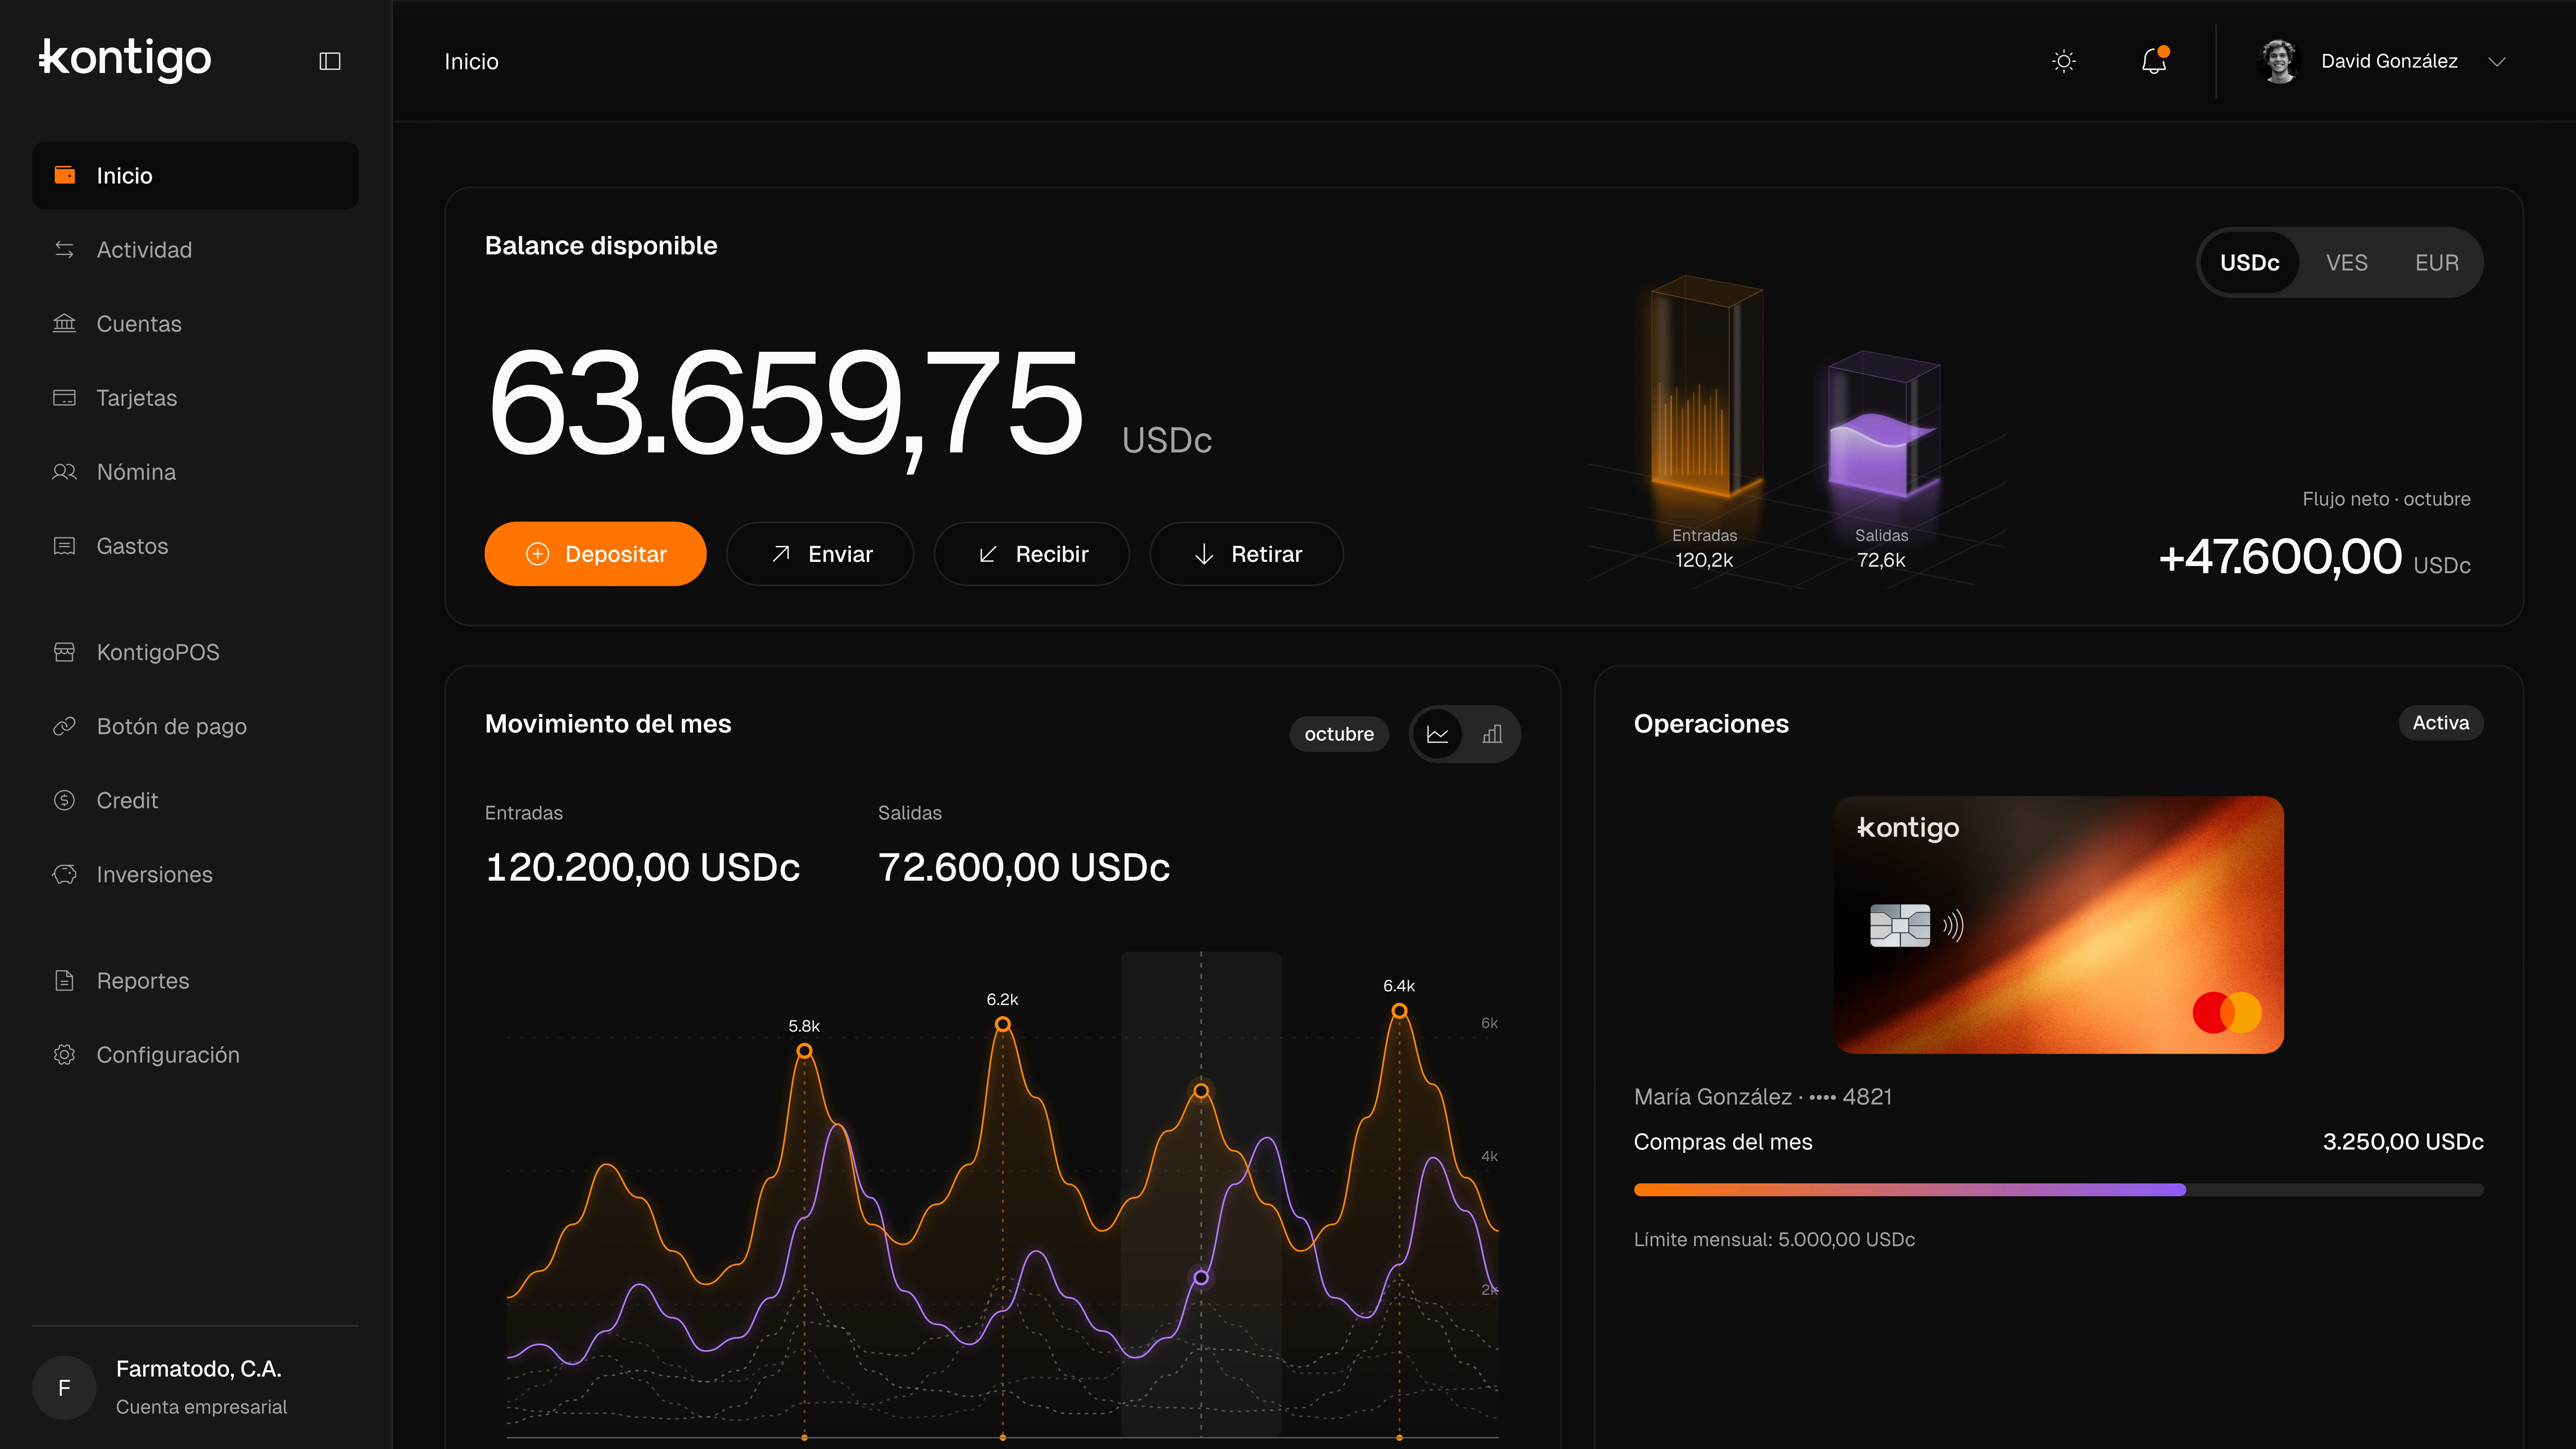 kontigo
Inicio
Actividad
Cuentas
Tarjetas
Nómina
Gastos
KontigoPOS
Botón de pago
Credit
Inversiones
Reportes
Configuración
F
Farmatodo, C.A.
Cuenta empresarial
Inicio
David González
Balance disponible
USDc VES EUR
63.659,75 USDc
Depositar
Enviar
Recibir
Retirar
Entradas
120,2k
Salidas
72,6k
Flujo neto · octubre
+47.600,00 USDc
Movimiento del mes
octubre
Entradas
120.200,00 USDc
Salidas
72.600,00 USDc
5.8k
6.2k
6.4k
6k
4k
2k
Operaciones
Activa
kontigo
María González · •••• 4821
Compras del mes
3.250,00 USDc
Límite mensual: 5.000,00 USDc